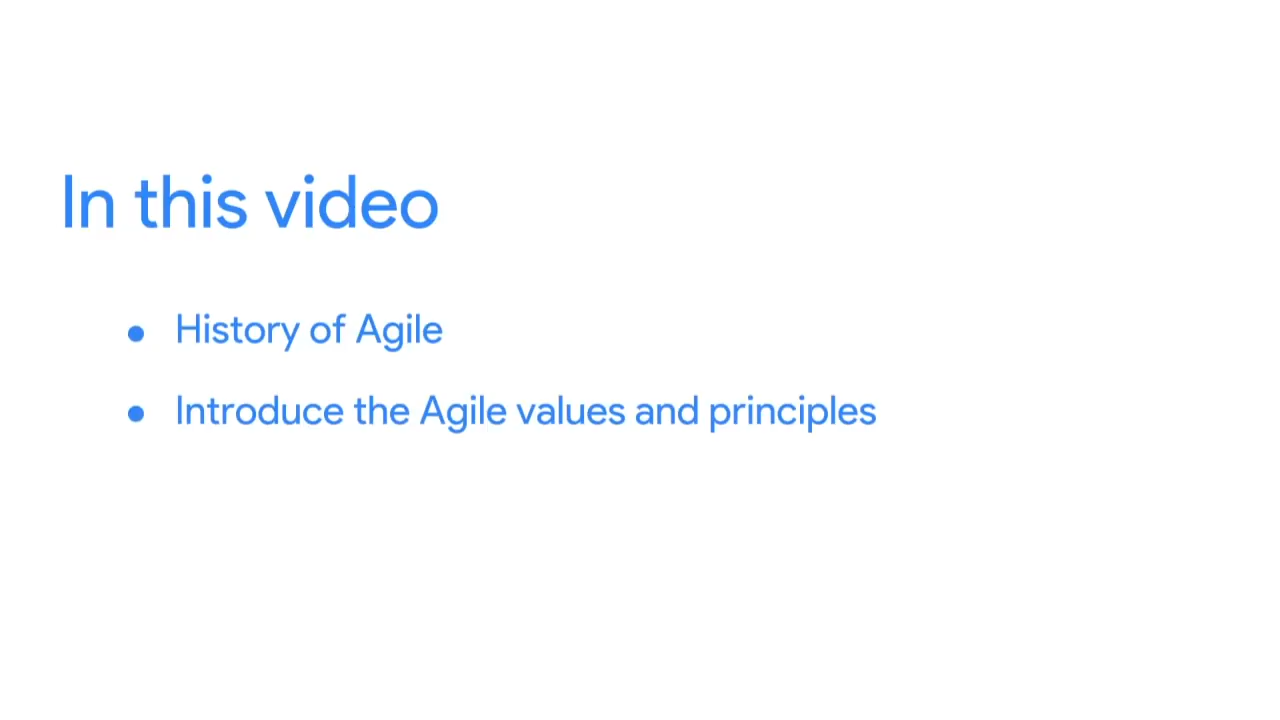 In this video
● History of Agile
● Introduce the Agile values and principles